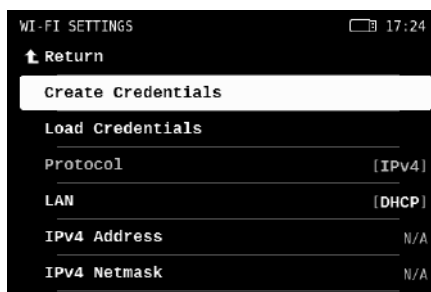 WI-FI SETTINGS 17:24
Return
Create Credentials
Load Credentials
Protocol [IPv4]
LAN [DHCP]
IPv4 Address N/A
IPv4 Netmask N/A